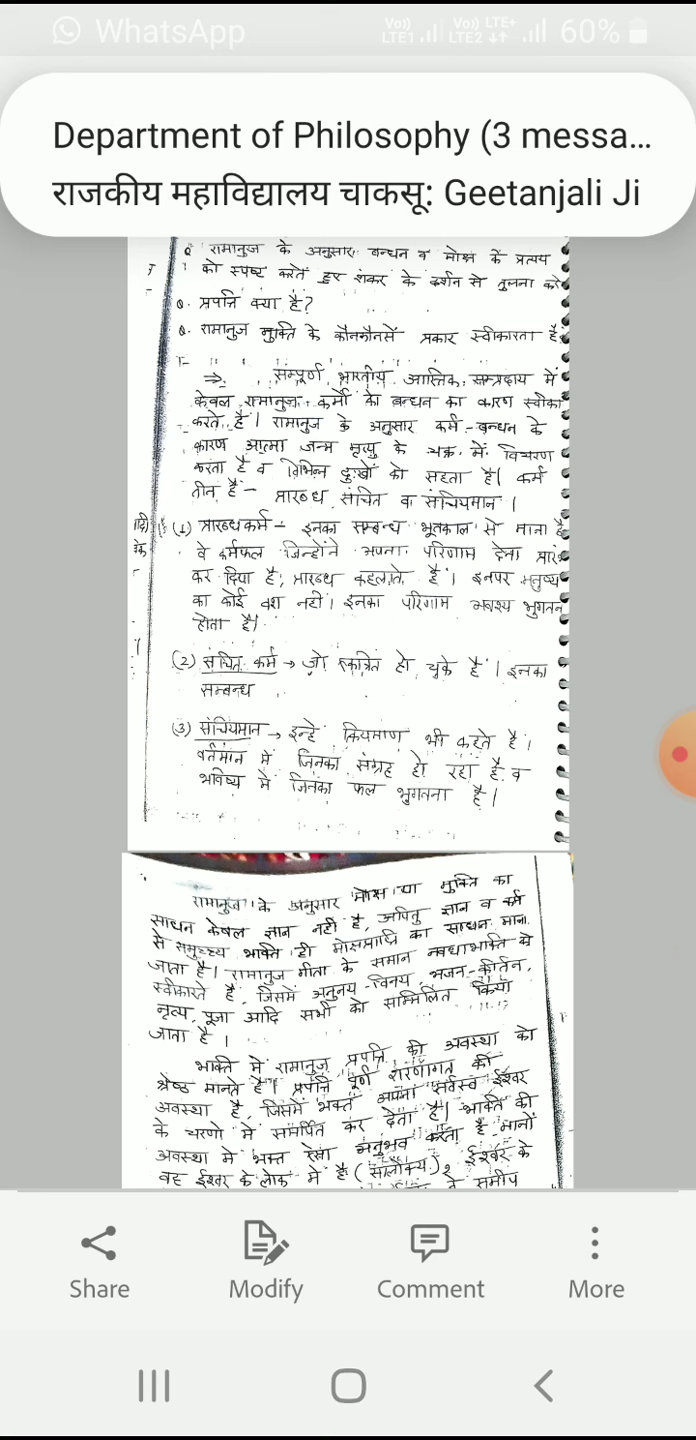 WhatsApp
Vo) LTE1 Vo) LTE+ LTE2 60%
Department of Philosophy (3 messa...
राजकीय महाविद्यालय चाकसू: Geetanjali Ji
Q रामानुज के अनुसार बन्धन व मोक्ष के प्रत्यय
को स्पष्ट करते हुए शंकर के दर्शन से तुलना करे
Q. प्रपत्ति क्या है?
Q. रामानुज मुक्ति के कौनकौनसें प्रकार स्वीकारता है
⇒ सम्पूर्ण भारतीय आस्तिक सम्प्रदाय में
केवल रामानुज कर्मो को बन्धन का कारण स्वीका
करते है। रामानुज के अनुसार कर्म-बन्धन के
कारण आत्मा जन्म मृत्यु के चक्र में विचरण
करता है व विभिन्न दुःखों को सहता है। कर्म
तीन है - प्रारब्ध, संचित व संचियमान।
(1) प्रारब्धकर्म - इनका सम्बन्ध भूतकाल से माना है
वे कर्मफल जिन्होंने अपना परिणाम देना प्रार
कर दिया है, प्रारब्ध कहलाते है। इनपर मनुष्य
का कोई वश नही। इनका परिणाम अवश्य भुगतन
होता है।
(2) संचित कर्म → जो एकत्रित हो चुके है। इनका
सम्बन्ध
(3) संचियमान → इन्हे क्रियमाण भी कहते है।
वर्तमान में जिनका संग्रह हो रहा है व
भविष्य मे जिनका फल भुगतना है।
रामानुज के अनुसार मोक्ष या मुक्ति का
साधन केवल ज्ञान नही है, अपितु ज्ञान व कर्म
से समुच्च्य भक्ति ही मोक्षप्राप्ति का साधन माना
जाता है। रामानुज गीता के समान नवधाभक्ति को
स्वीकारते है, जिसमें अनुनय-विनय, भजन-कीर्तन,
नृत्य, पूजा आदि सभी को सम्मिलित किया
जाता है।
भक्ति में रामानुज प्रपत्ति की अवस्था को
श्रेष्ठ मानते है। प्रपत्ति पूर्ण शरणागत की
अवस्था है, जिसमें भक्त अपना सर्वस्व ईश्वर
के चरणो मे समर्पित कर देता है। भक्ति की
अवस्था मे भक्त ऐसा अनुभव करता है मानों
वह ईश्वर के लोक मे है (सालोक्य), ईश्वर के
समीप
Share Modify Comment More